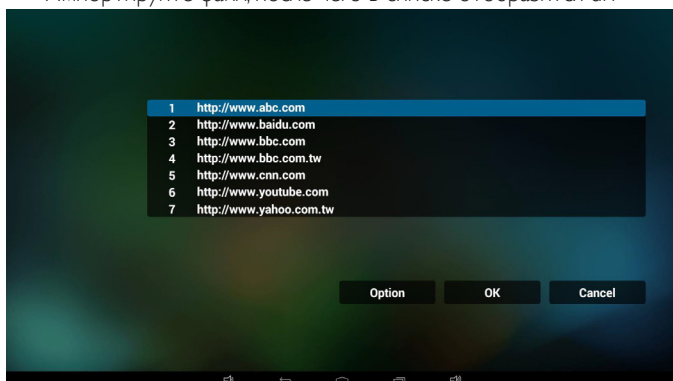 1 http://www.abc.com
2 http://www.baidu.com
3 http://www.bbc.com
4 http://www.bbc.com.tw
5 http://www.cnn.com
6 http://www.youtube.com
7 http://www.yahoo.com.tw
Option OK Cancel